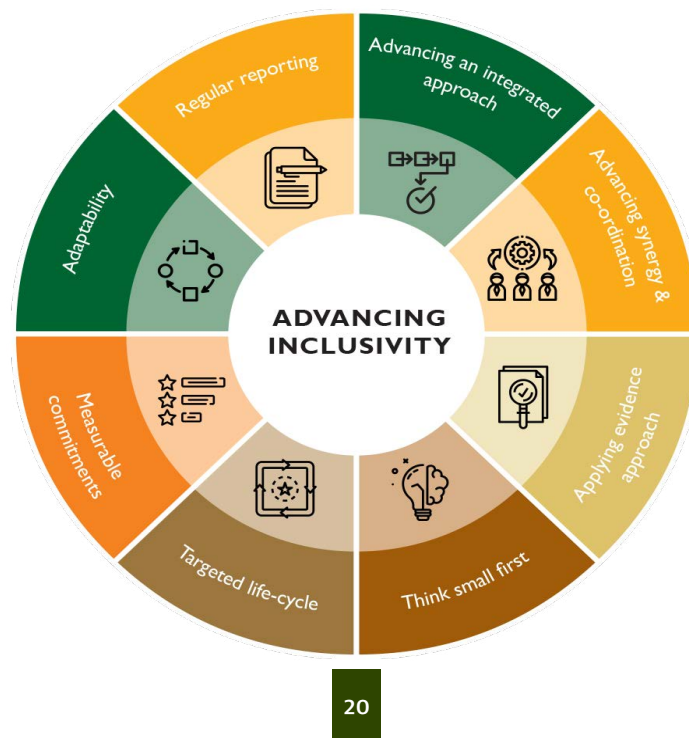 Regular reporting
Advancing an integrated
approach
Advancing synergy &
co-ordination
Applying evidence
approach
Think small first
Targeted life-cycle
Measurable
commitments
Adaptability
ADVANCING
INCLUSIVITY
20